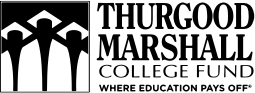 THURGOOD
MARSHALL
COLLEGE FUND
WHERE EDUCATION PAYS OFF®